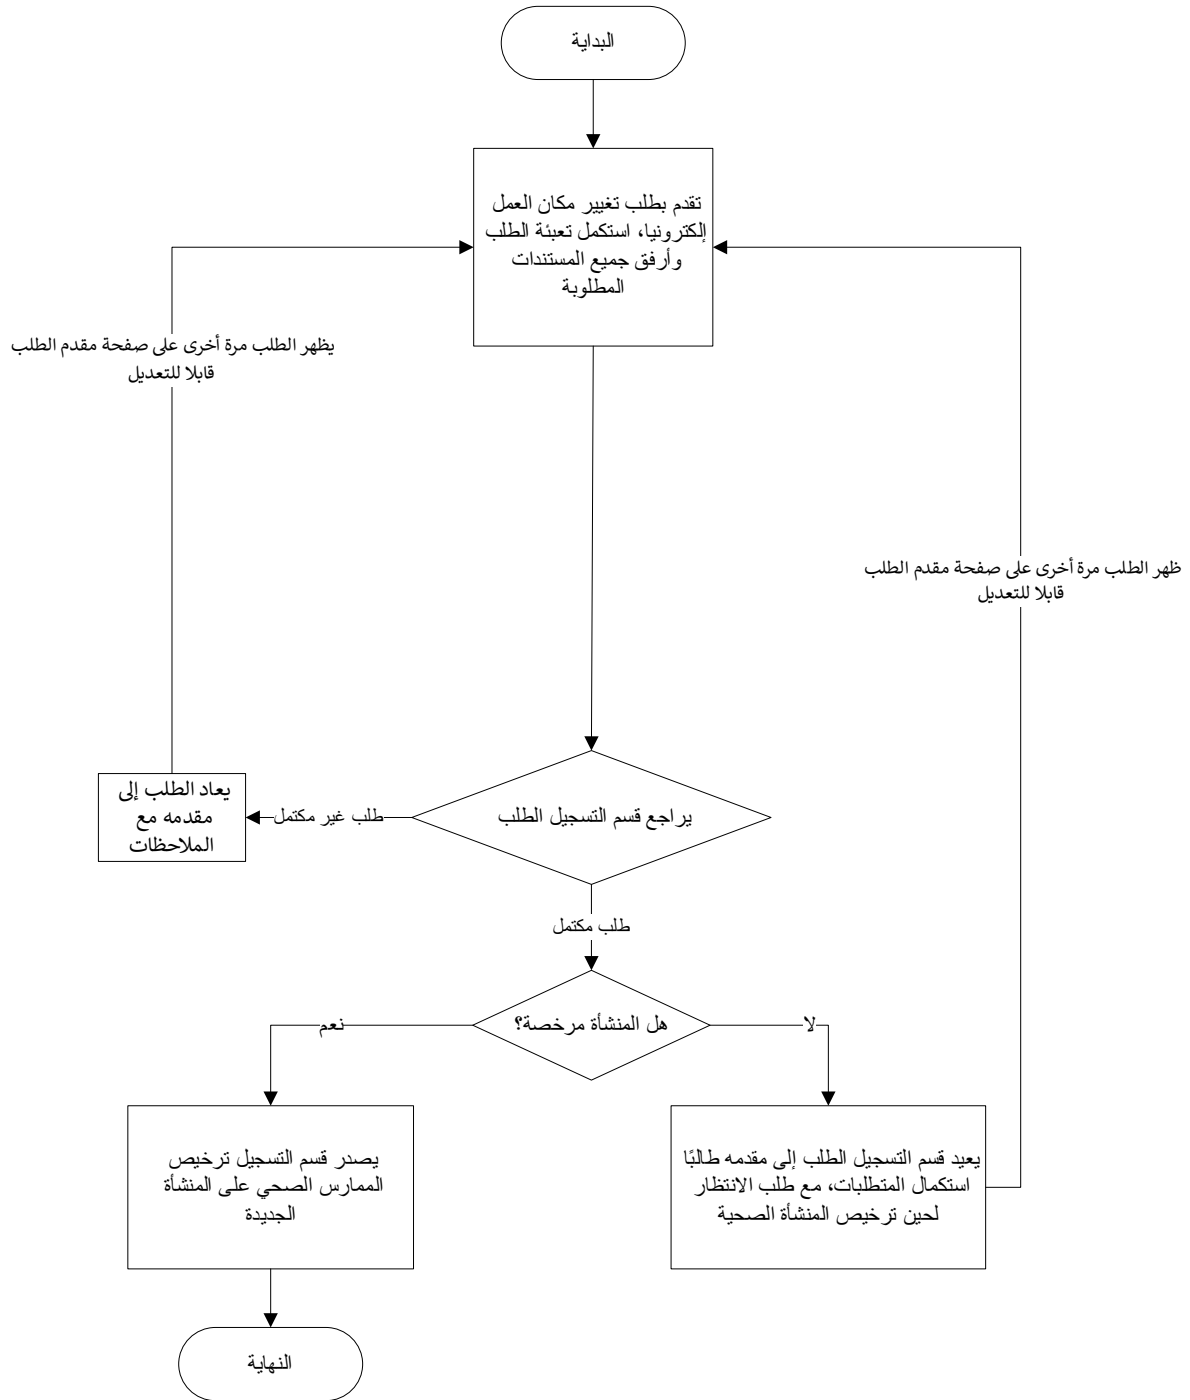 البداية
تقدم بطلب تغيير مكان العمل
إلكترونيا، استكمل تعبئة الطلب
وأرفق جميع المستندات
المطلوبة
يظهر الطلب مرة أخرى على صفحة مقدم الطلب
قابلا للتعديل
ظهر الطلب مرة أخرى على صفحة مقدم الطلب
قابلا للتعديل
يراجع قسم التسجيل الطلب
طلب غير مكتمل
يعاد الطلب إلى
مقدمه مع
الملاحظات
طلب مكتمل
هل المنشأة مرخصة؟
لا
نعم
يعيد قسم التسجيل الطلب إلى مقدمه طالبًا
استكمال المتطلبات، مع طلب الانتظار
لحين ترخيص المنشأة الصحية
يصدر قسم التسجيل ترخيص
الممارس الصحي على المنشأة
الجديدة
النهاية